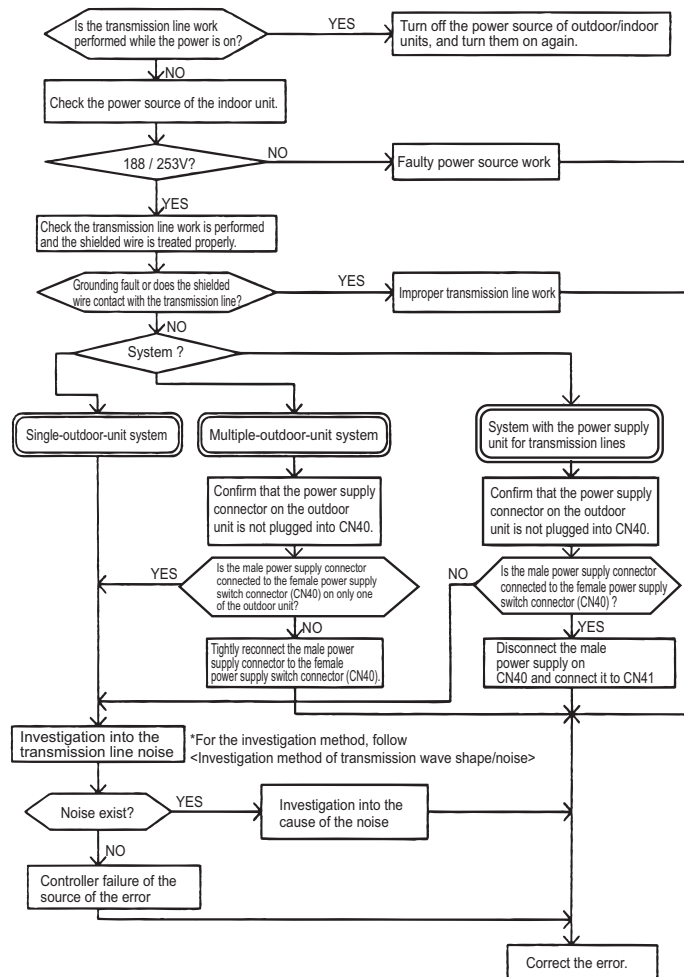 Is the transmission line work
performed while the power is on?
YES
Turn off the power source of outdoor/indoor
units, and turn them on again.
NO
Check the power source of the indoor unit.
188 / 253V?
NO
Faulty power source work
YES
Check the transmission line work is performed
and the shielded wire is treated properly.
Grounding fault or does the shielded
wire contact with the transmission line?
YES
Improper transmission line work
NO
System ?
Single-outdoor-unit system
Multiple-outdoor-unit system
System with the power supply
unit for transmission lines
Confirm that the power supply
connector on the outdoor
unit is not plugged into CN40.
Confirm that the power supply
connector on the outdoor
unit is not plugged into CN40.
YES
Is the male power supply connector
connected to the female power supply
switch connector (CN40) on only one
of the outdoor unit?
NO
Is the male power supply connector
connected to the female power supply
switch connector (CN40) ?
NO
YES
Tightly reconnect the male power
supply connector to the female
power supply switch connector (CN40).
Disconnect the male
power supply on
CN40 and connect it to CN41
Investigation into the
transmission line noise
*For the investigation method, follow
<Investigation method of transmission wave shape/noise>
Noise exist?
YES
Investigation into the
cause of the noise
NO
Controller failure of the
source of the error
Correct the error.